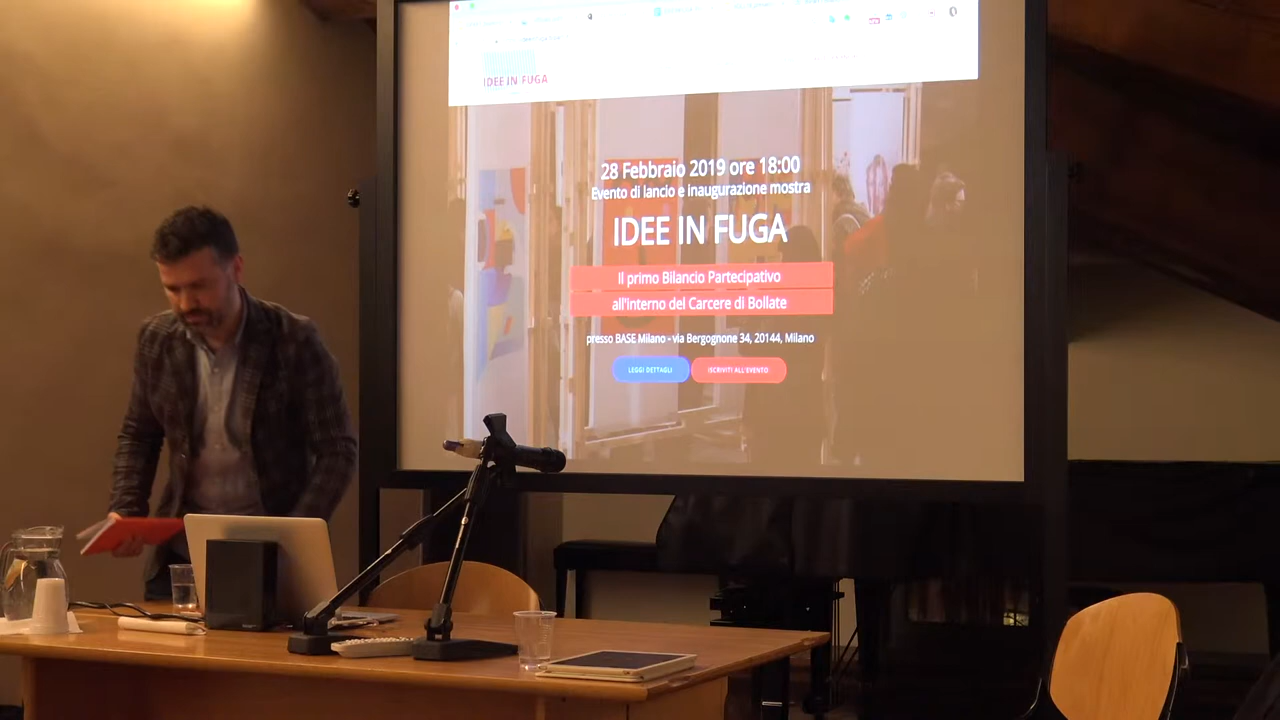 IDEE IN FUGA
28 Febbraio 2019 ore 18:00
Evento di lancio e inaugurazione mostra
IDEE IN FUGA
Il primo Bilancio Partecipativo
all'interno del Carcere di Bollate
presso BASE Milano - via Bergognone 34, 20144, Milano
LEGGI DETTAGLI
ISCRIVITI ALL'EVENTO